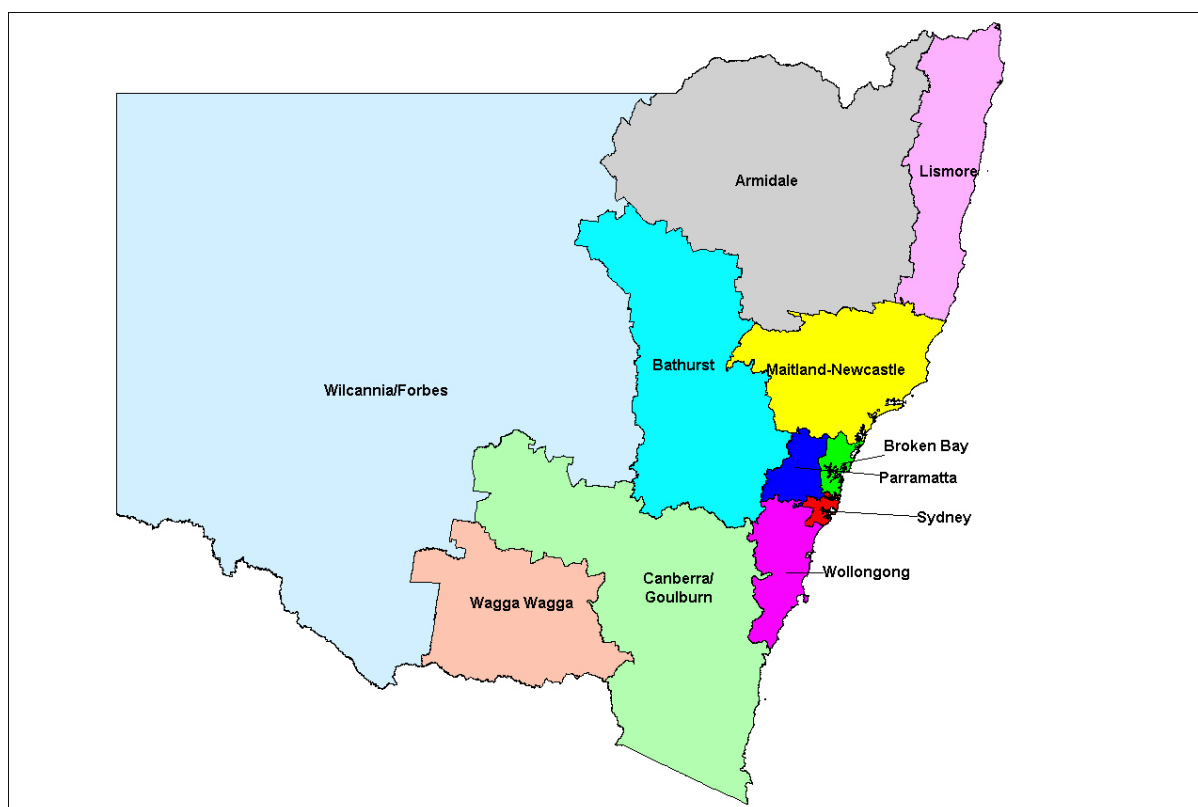 Armidale
Lismore
Bathurst
Maitland-Newcastle
Wilcannia/Forbes
Broken Bay
Parramatta
Sydney
Wollongong
Canberra/
Goulburn
Wagga Wagga